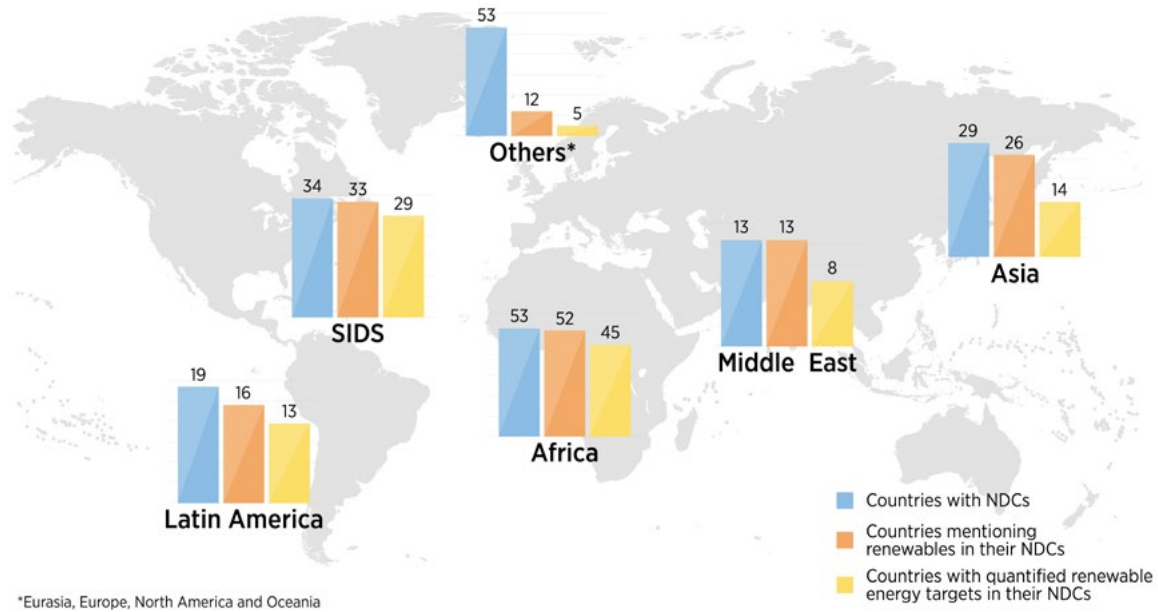 53
12
5
Others*
29
26
14
Asia
34
33
29
SIDS
13
13
8
Middle East
53
52
45
Africa
19
16
13
Latin America
Countries with NDCs
Countries mentioning
renewables in their NDCs
Countries with quantified renewable
energy targets in their NDCs
*Eurasia, Europe, North America and Oceania